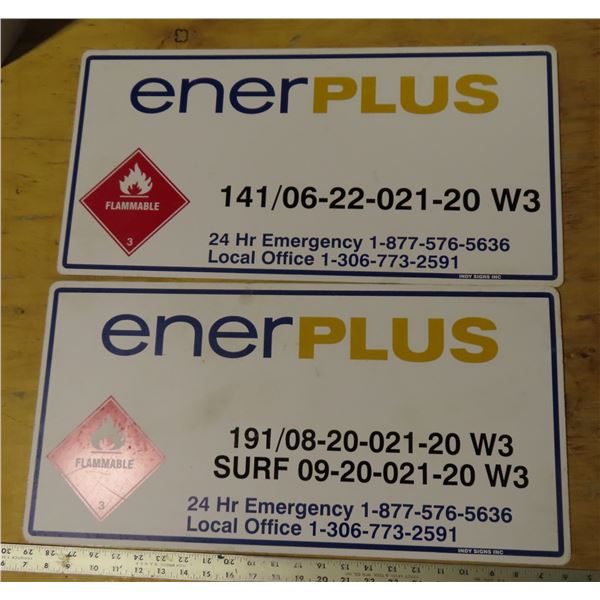 enerPLUS
FLAMMABLE
3
141/06-22-021-20 W3
24 Hr Emergency 1-877-576-5636
Local Office 1-306-773-2591
INDY SIGNS INC
enerPLUS
FLAMMABLE
3
191/08-20-021-20 W3
SURF 09-20-021-20 W3
24 Hr Emergency 1-877-576-5636
Local Office 1-306-773-2591
INDY SIGNS INC